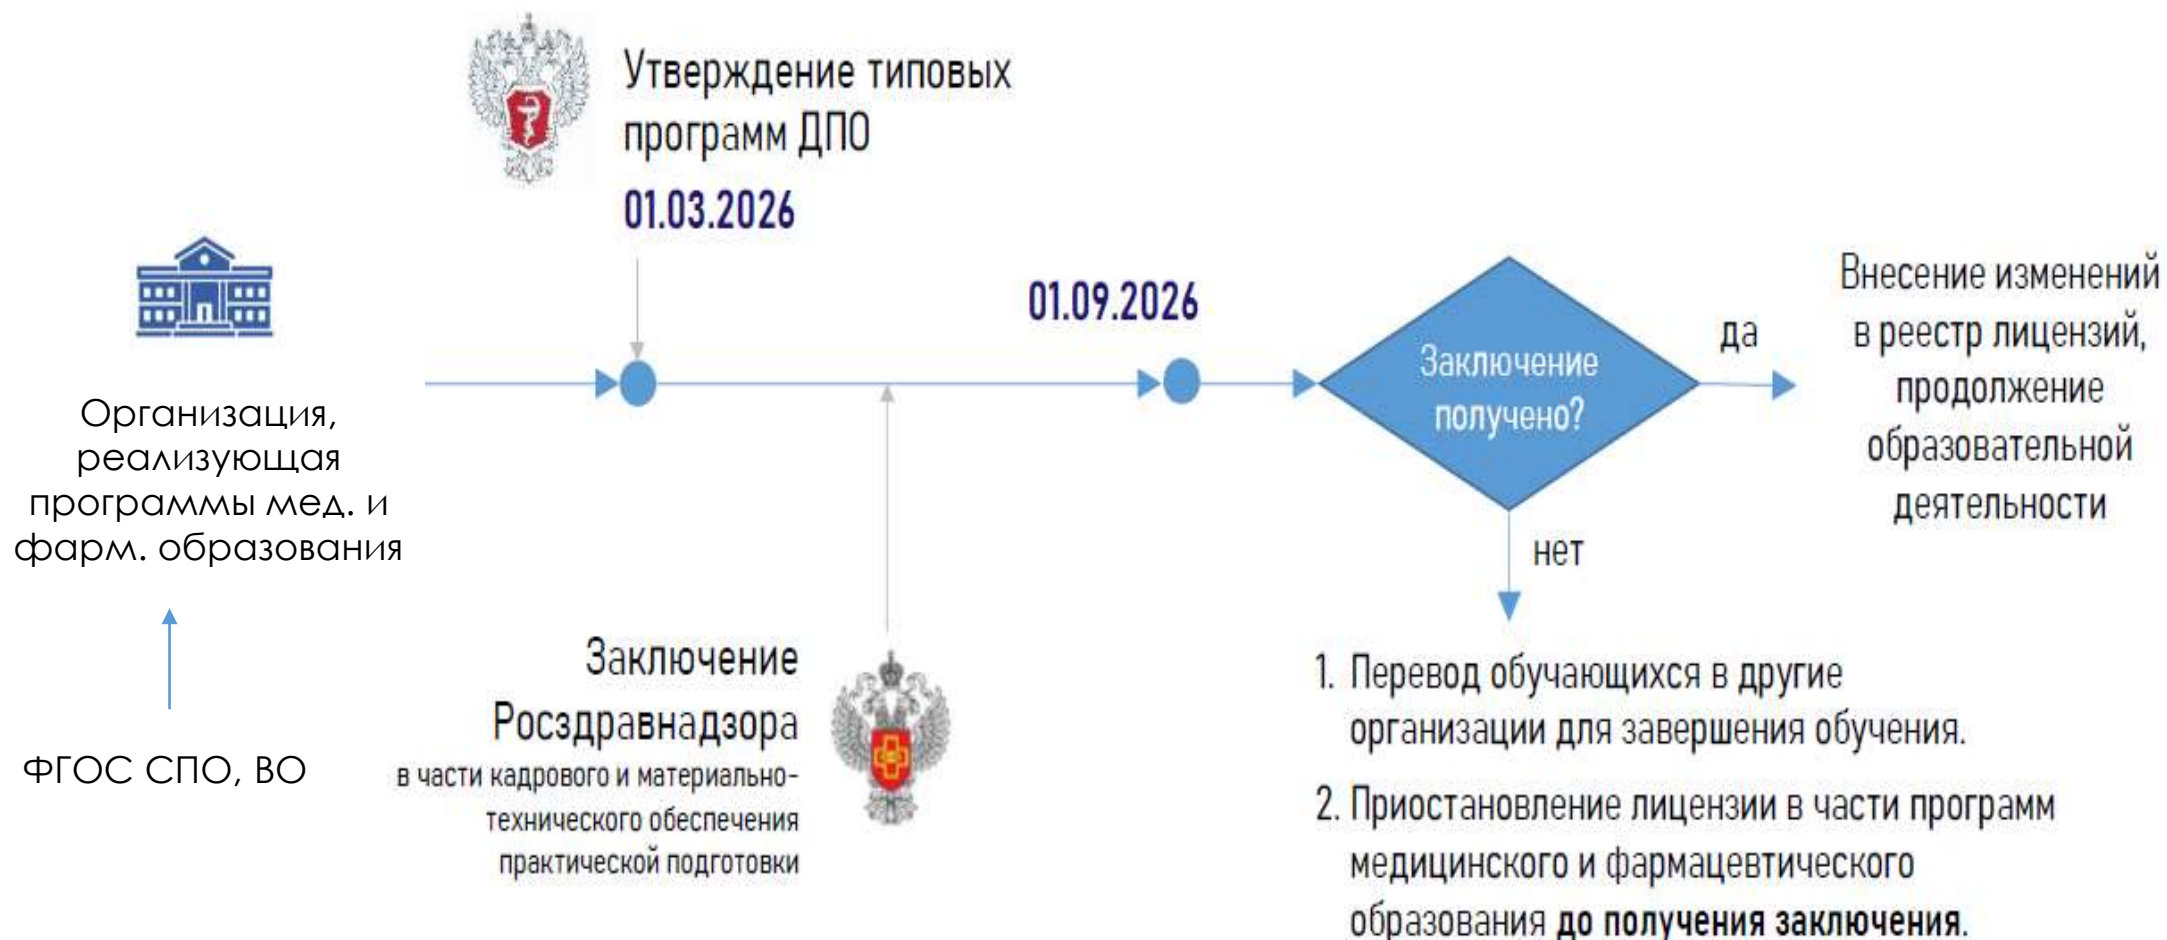 Утверждение типовых
программ ДПО
01.03.2026
01.09.2026
Организация,
реализующая
программы мед. и
фарм. образования
ФГОС СПО, ВО
Заключение
Росздравнадзора
в части кадрового и материально-
технического обеспечения
практической подготовки
Заключение
получено?
да
Внесение изменений
в реестр лицензий,
продолжение
образовательной
деятельности
нет
1. Перевод обучающихся в другие
организации для завершения обучения.
2. Приостановление лицензии в части программ
медицинского и фармацевтического
образования до получения заключения.